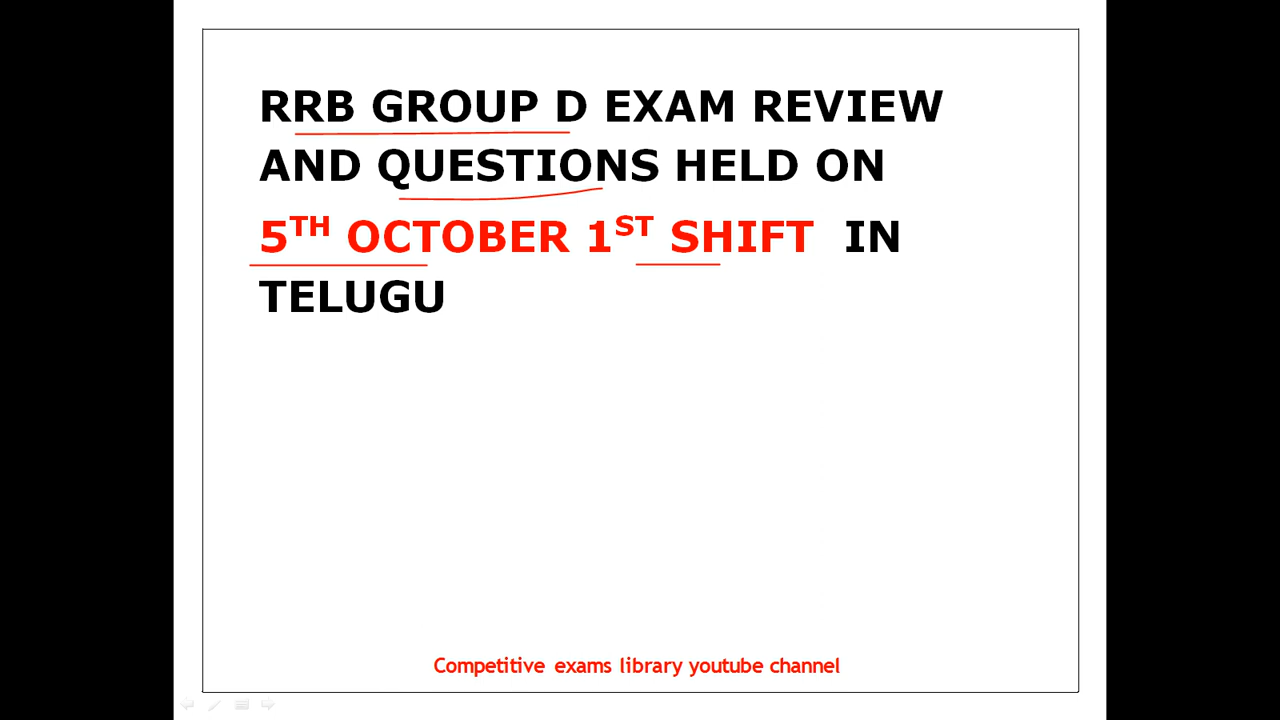 RRB GROUP D EXAM REVIEW
AND QUESTIONS HELD ON
5TH OCTOBER 1ST SHIFT IN
TELUGU
Competitive exams library youtube channel